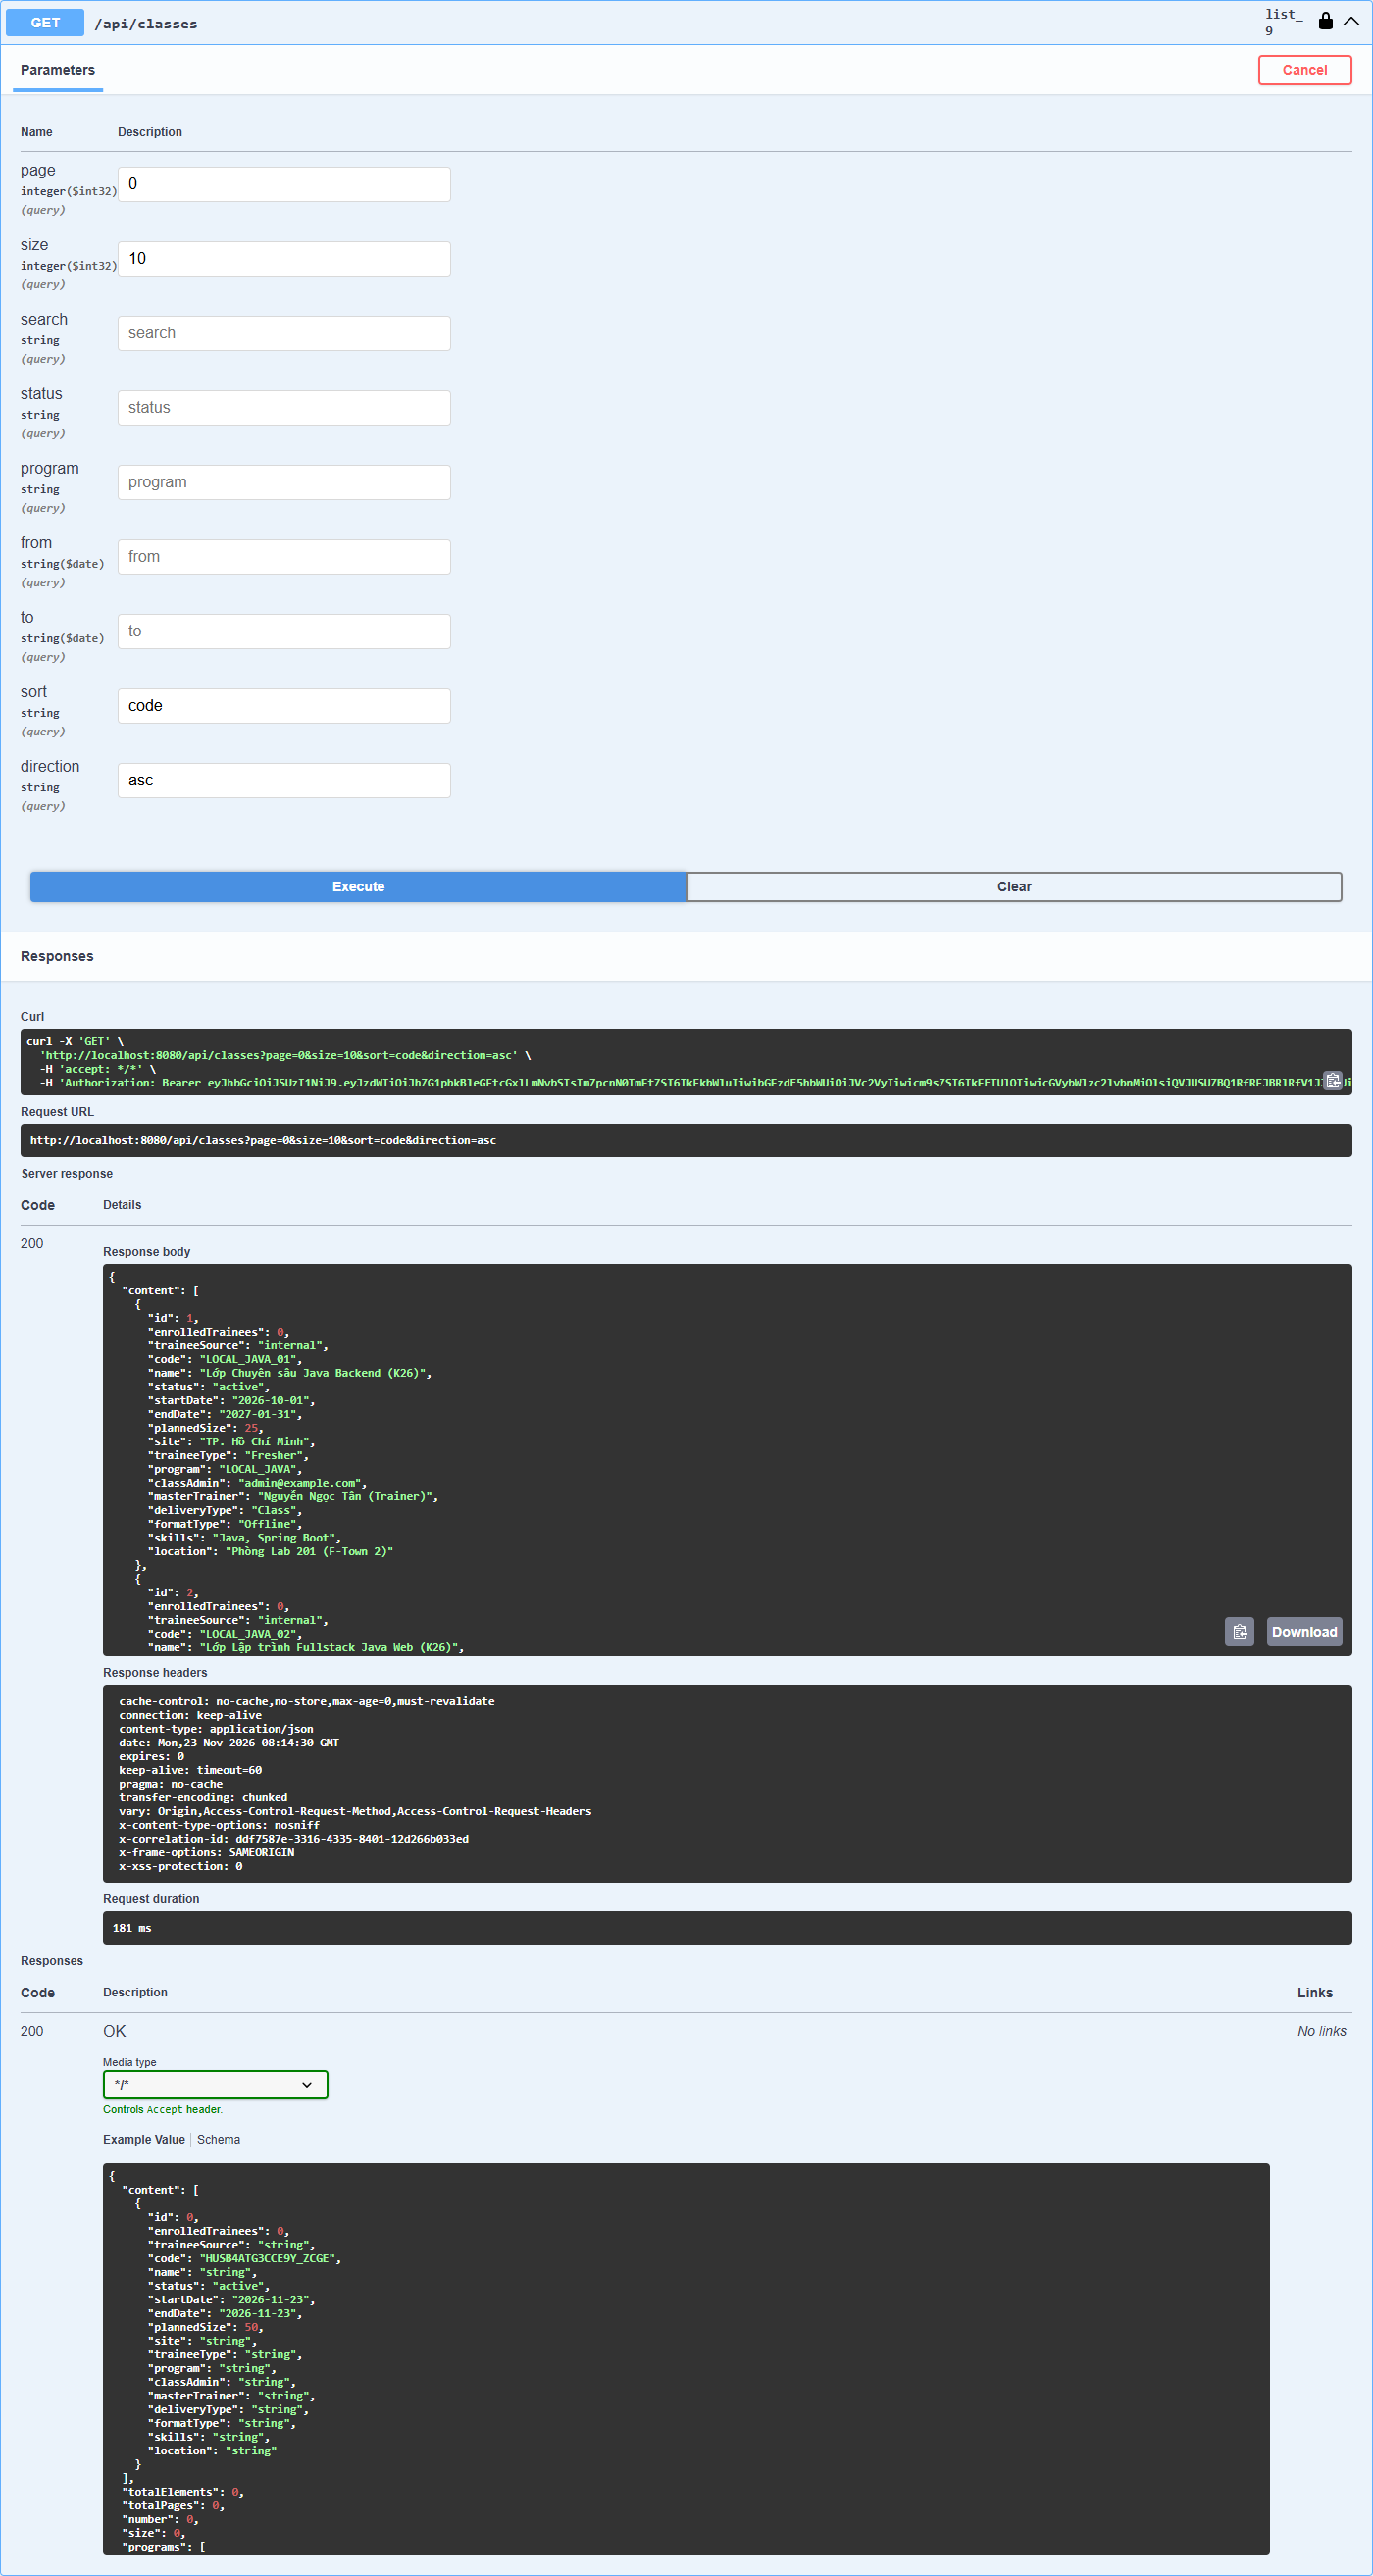 GET /api/classes list_
9
Parameters Cancel
Name Description
page
integer($int32)
(query)
0
size
integer($int32)
(query)
10
search
string
(query)
search
status
string
(query)
status
program
string
(query)
program
from
string($date)
(query)
from
to
string($date)
(query)
to
sort
string
(query)
code
direction
string
(query)
asc
Execute Clear
Responses
Curl
curl -X 'GET' \
'http://localhost:8080/api/classes?page=0&size=10&sort=code&direction=asc' \
-H 'accept: */*' \
-H 'Authorization: Bearer
Request URL
http://localhost:8080/api/classes?page=0&size=10&sort=code&direction=asc
Server response
Code Details
200
Response body
{
"content": [
{
"id": 1,
"enrolledTrainees": 0,
"traineeSource": "internal",
"code": "LOCAL_JAVA_01",
"name": "Lớp Chuyên sâu Java Backend (K26)",
"status": "active",
"startDate": "2026-10-01",
"endDate": "2027-01-31",
"plannedSize": 25,
"site": "TP. Hồ Chí Minh",
"traineeType": "Fresher",
"program": "LOCAL_JAVA",
"classAdmin": "admin@example.com",
"masterTrainer": "Nguyễn Ngọc Tân (Trainer)",
"deliveryType": "Class",
"formatType": "Offline",
"skills": "Java, Spring Boot",
"location": "Phòng Lab 201 (F-Town 2)"
},
{
"id": 2,
"enrolledTrainees": 0,
"traineeSource": "internal",
"code": "LOCAL_JAVA_02",
"name": "Lớp Lập trình Fullstack Java Web (K26)",
Download
Response headers
cache-control: no-cache,no-store,max-age=0,must-revalidate
connection: keep-alive
content-type: application/json
date: Mon,23 Nov 2026 08:14:30 GMT
expires: 0
keep-alive: timeout=60
pragma: no-cache
transfer-encoding: chunked
vary: Origin,Access-Control-Request-Method,Access-Control-Request-Headers
x-content-type-options: nosniff
x-correlation-id: ddf7587e-3316-4335-8401-12d266b033ed
x-frame-options: SAMEORIGIN
x-xss-protection: 0
Request duration
181 ms
Responses
Code Description Links
200 OK No links
Media type
*/*
Controls Accept header.
Example Value Schema
{
"content": [
{
"id": 0,
"enrolledTrainees": 0,
"traineeSource": "string",
"code": "HUSB4ATG3CCE9Y_ZCGE",
"name": "string",
"status": "active",
"startDate": "2026-11-23",
"endDate": "2026-11-23",
"plannedSize": 50,
"site": "string",
"traineeType": "string",
"program": "string",
"classAdmin": "string",
"masterTrainer": "string",
"deliveryType": "string",
"formatType": "string",
"skills": "string",
"location": "string"
}
],
"totalElements": 0,
"totalPages": 0,
"number": 0,
"size": 0,
"programs": [